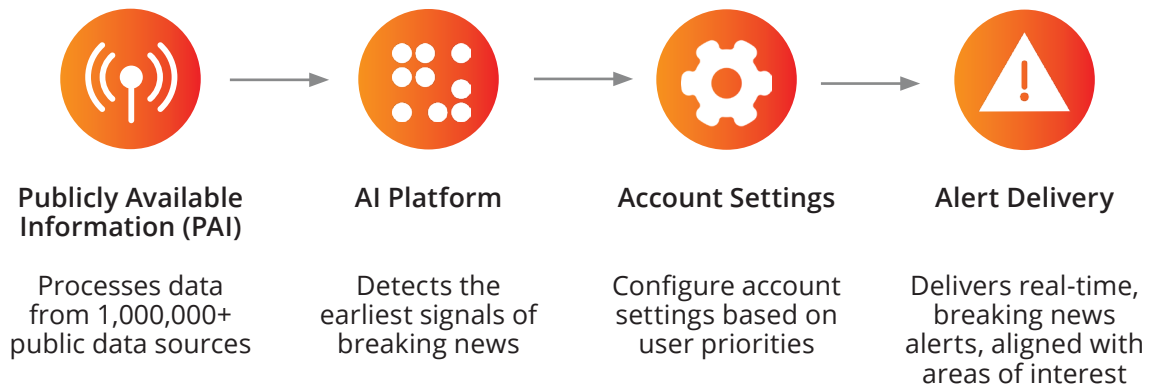 Publicly Available
Information (PAI)
Processes data
from 1,000,000+
public data sources
AI Platform
Detects the
earliest signals of
breaking news
Account Settings
Configure account
settings based on
user priorities
Alert Delivery
Delivers real-time,
breaking news
alerts, aligned with
areas of interest